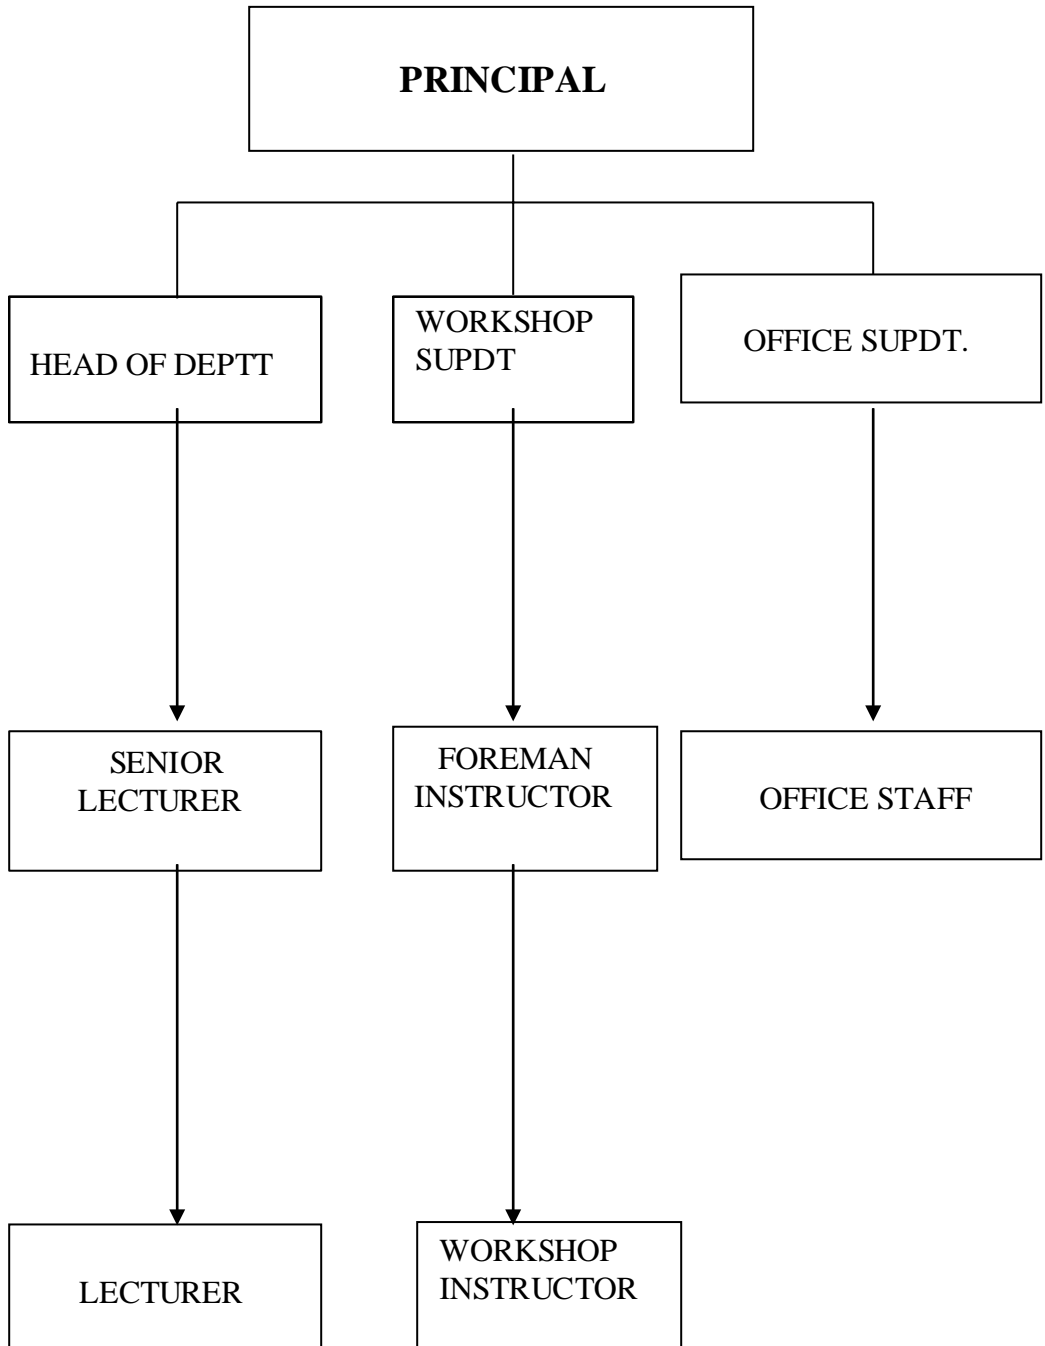 PRINCIPAL
HEAD OF DEPTT
WORKSHOP
SUPDT
OFFICE SUPDT.
SENIOR
LECTURER
FOREMAN
INSTRUCTOR
OFFICE STAFF
LECTURER
WORKSHOP
INSTRUCTOR